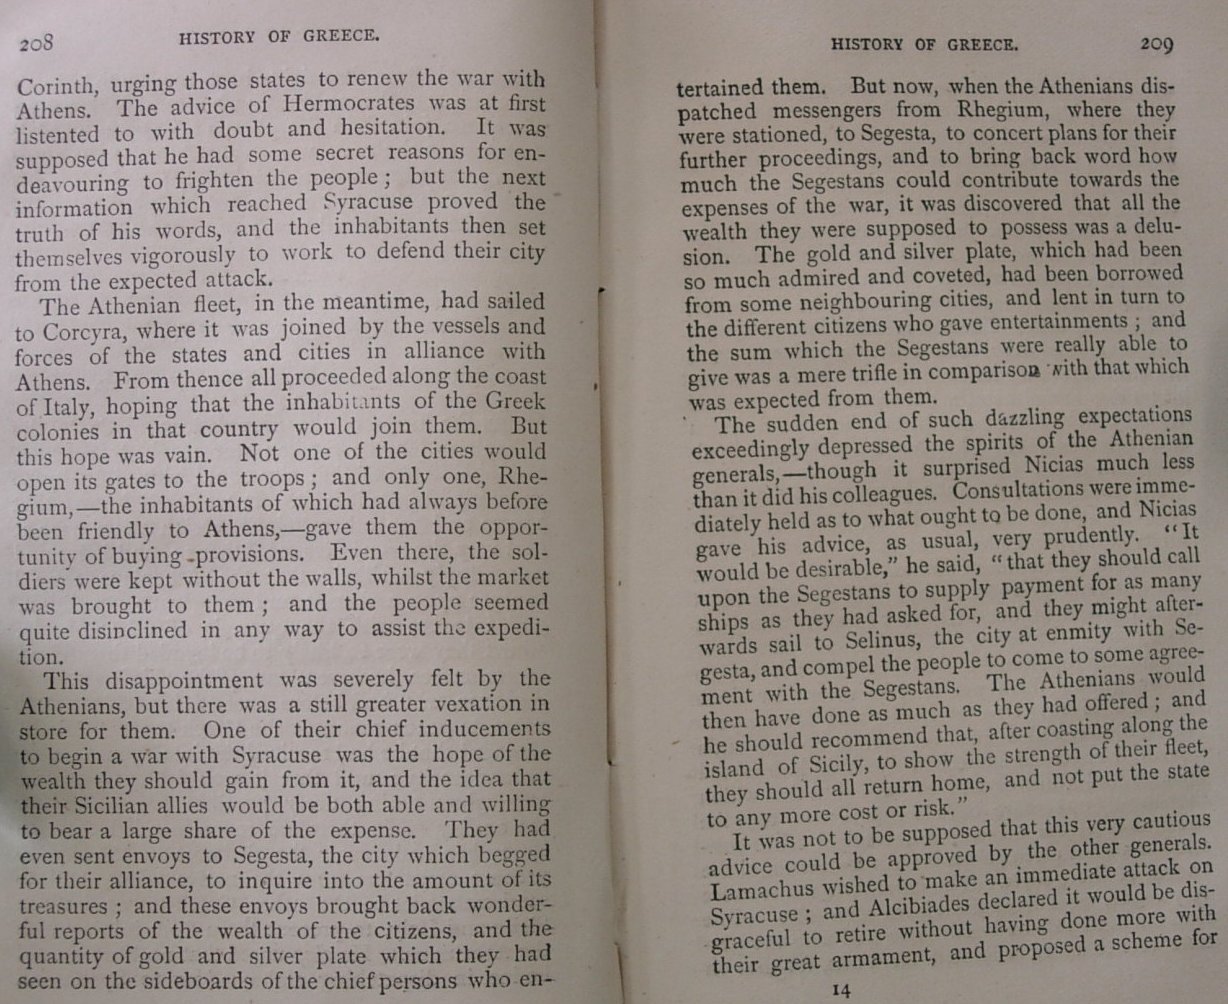 208 HISTORY OF GREECE.
Corinth, urging those states to renew the war with
Athens. The advice of Hermocrates was at first
listented to with doubt and hesitation. It was
supposed that he had some secret reasons for en-
deavouring to frighten the people; but the next
information which reached Syracuse proved the
truth of his words, and the inhabitants then set
themselves vigorously to work to defend their city
from the expected attack.
The Athenian fleet, in the meantime, had sailed
to Corcyra, where it was joined by the vessels and
forces of the states and cities in alliance with
Athens. From thence all proceeded along the coast
of Italy, hoping that the inhabitants of the Greek
colonies in that country would join them. But
this hope was vain. Not one of the cities would
open its gates to the troops; and only one, Rhe-
gium,—the inhabitants of which had always before
been friendly to Athens,—gave them the oppor-
tunity of buying provisions. Even there, the sol-
diers were kept without the walls, whilst the market
was brought to them; and the people seemed
quite disinclined in any way to assist the expedi-
tion.
This disappointment was severely felt by the
Athenians, but there was a still greater vexation in
store for them. One of their chief inducements
to begin a war with Syracuse was the hope of the
wealth they should gain from it, and the idea that
their Sicilian allies would be both able and willing
to bear a large share of the expense. They had
even sent envoys to Segesta, the city which begged
for their alliance, to inquire into the amount of its
treasures; and these envoys brought back wonder-
ful reports of the wealth of the citizens, and the
quantity of gold and silver plate which they had
seen on the sideboards of the chief persons who en-
HISTORY OF GREECE. 209
tertained them. But now, when the Athenians dis-
patched messengers from Rhegium, where they
were stationed, to Segesta, to concert plans for their
further proceedings, and to bring back word how
much the Segestans could contribute towards the
expenses of the war, it was discovered that all the
wealth they were supposed to possess was a delu-
sion. The gold and silver plate, which had been
so much admired and coveted, had been borrowed
from some neighbouring cities, and lent in turn to
the different citizens who gave entertainments; and
the sum which the Segestans were really able to
give was a mere trifle in comparison with that which
was expected from them.
The sudden end of such dazzling expectations
exceedingly depressed the spirits of the Athenian
generals,—though it surprised Nicias much less
than it did his colleagues. Consultations were imme-
diately held as to what ought to be done, and Nicias
gave his advice, as usual, very prudently. "It
would be desirable," he said, "that they should call
upon the Segestans to supply payment for as many
ships as they had asked for, and they might after-
wards sail to Selinus, the city at enmity with Se-
gesta, and compel the people to come to some agree-
ment with the Segestans. The Athenians would
then have done as much as they had offered; and
he should recommend that, after coasting along the
island of Sicily, to show the strength of their fleet,
they should all return home, and not put the state
to any more cost or risk."
It was not to be supposed that this very cautious
advice could be approved by the other generals.
Lamachus wished to make an immediate attack on
Syracuse; and Alcibiades declared it would be dis-
graceful to retire without having done more with
their great armament, and proposed a scheme for
14